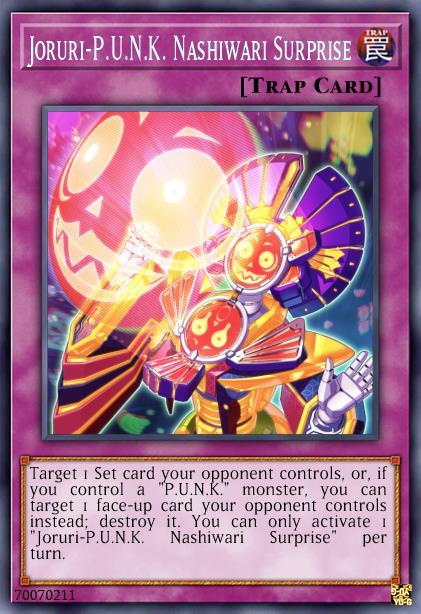 JORURI-P.U.N.K. NASHIWARI SURPRISE
TRAP
罠
[TRAP CARD]
Target 1 Set card your opponent controls, or, if
you control a "P.U.N.K." monster, you can
target 1 face-up card your opponent controls
instead; destroy it. You can only activate 1
"Joruri-P.U.N.K. Nashiwari Surprise" per
turn.
70070211